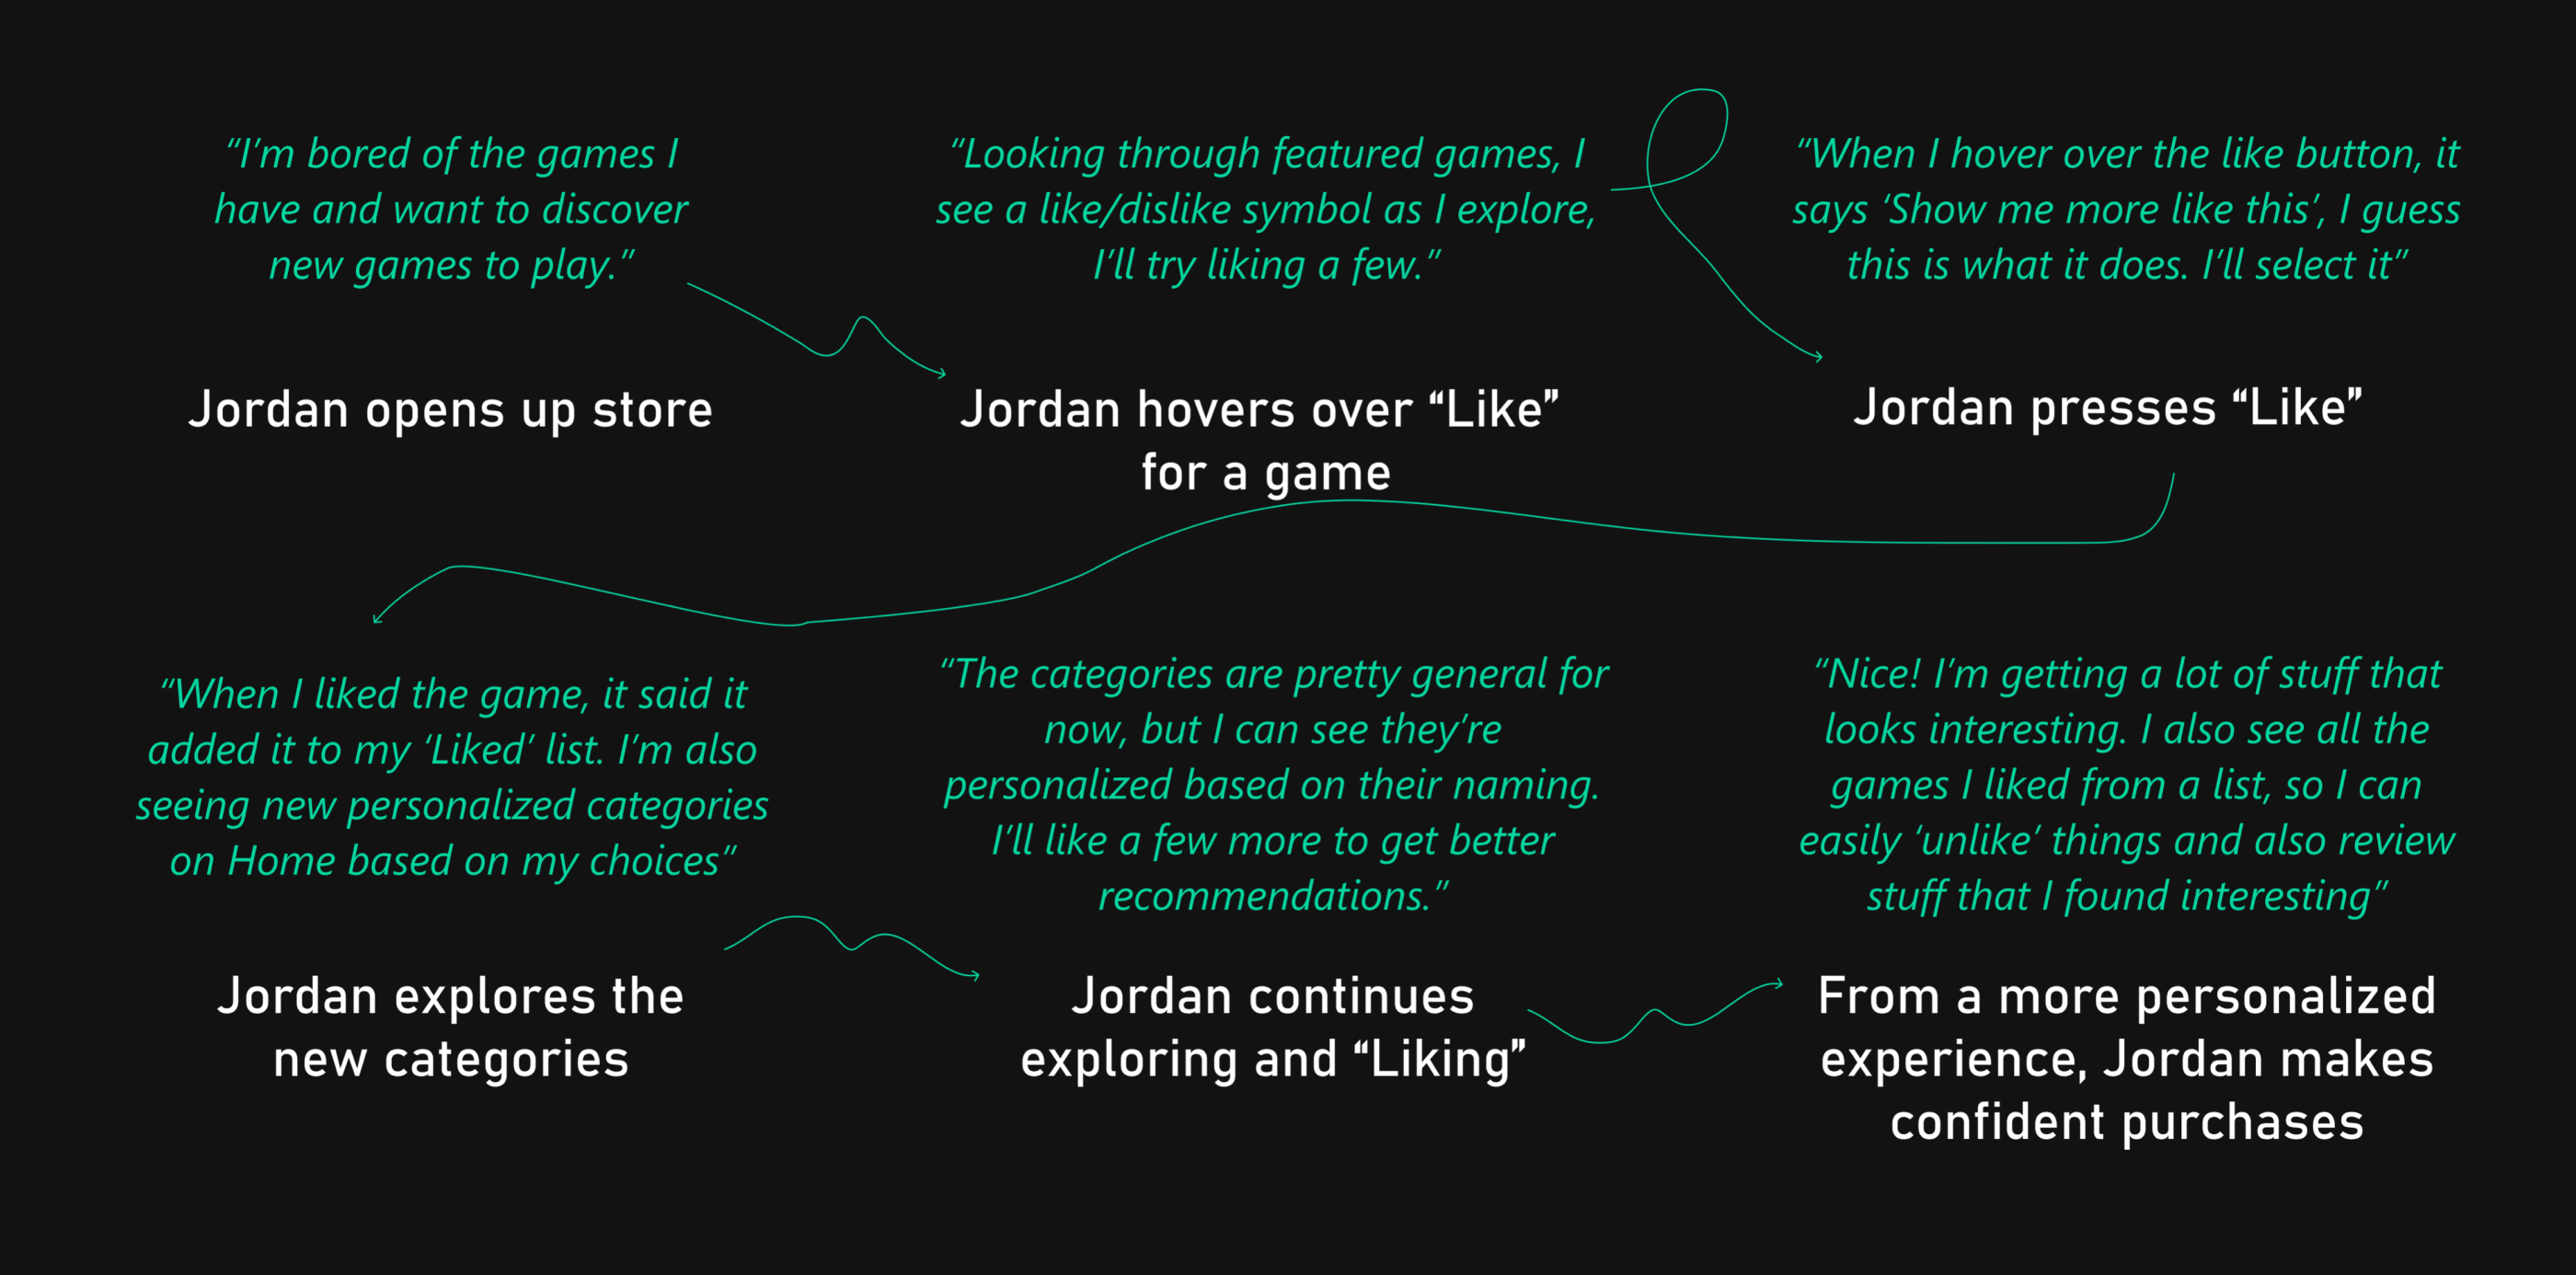 “I’m bored of the games I
have and want to discover
new games to play.”
Jordan opens up store
“Looking through featured games, I
see a like/dislike symbol as I explore,
I’ll try liking a few.”
Jordan hovers over “Like”
for a game
“When I hover over the like button, it
says ‘Show me more like this’, I guess
this is what it does. I’ll select it”
Jordan presses “Like”
“When I liked the game, it said it
added it to my ‘Liked’ list. I’m also
seeing new personalized categories
on Home based on my choices”
Jordan explores the
new categories
“The categories are pretty general for
now, but I can see they’re
personalized based on their naming.
I’ll like a few more to get better
recommendations.”
Jordan continues
exploring and “Liking”
“Nice! I’m getting a lot of stuff that
looks interesting. I also see all the
games I liked from a list, so I can
easily ‘unlike’ things and also review
stuff that I found interesting”
From a more personalized
experience, Jordan makes
confident purchases